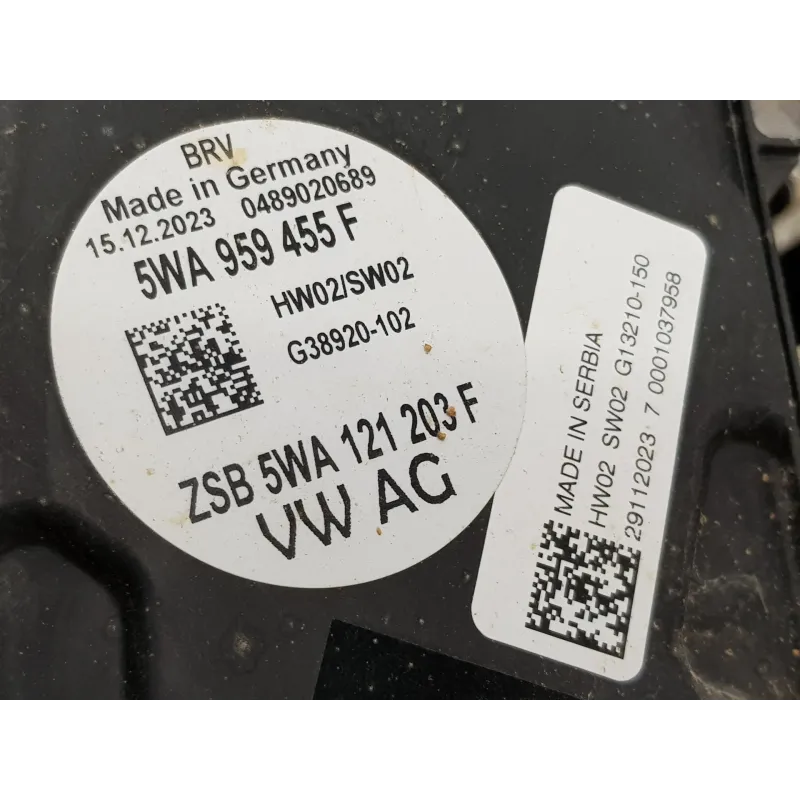 BRV
Made in Germany
15.12.2023 0489020689
5WA 959 455 F
HW02/SW02
G38920-102
ZSB 5WA 121 203 F
VW AG
MADE IN SERBIA
HW02 SW02 G13210-150
29112023 7 0001037958